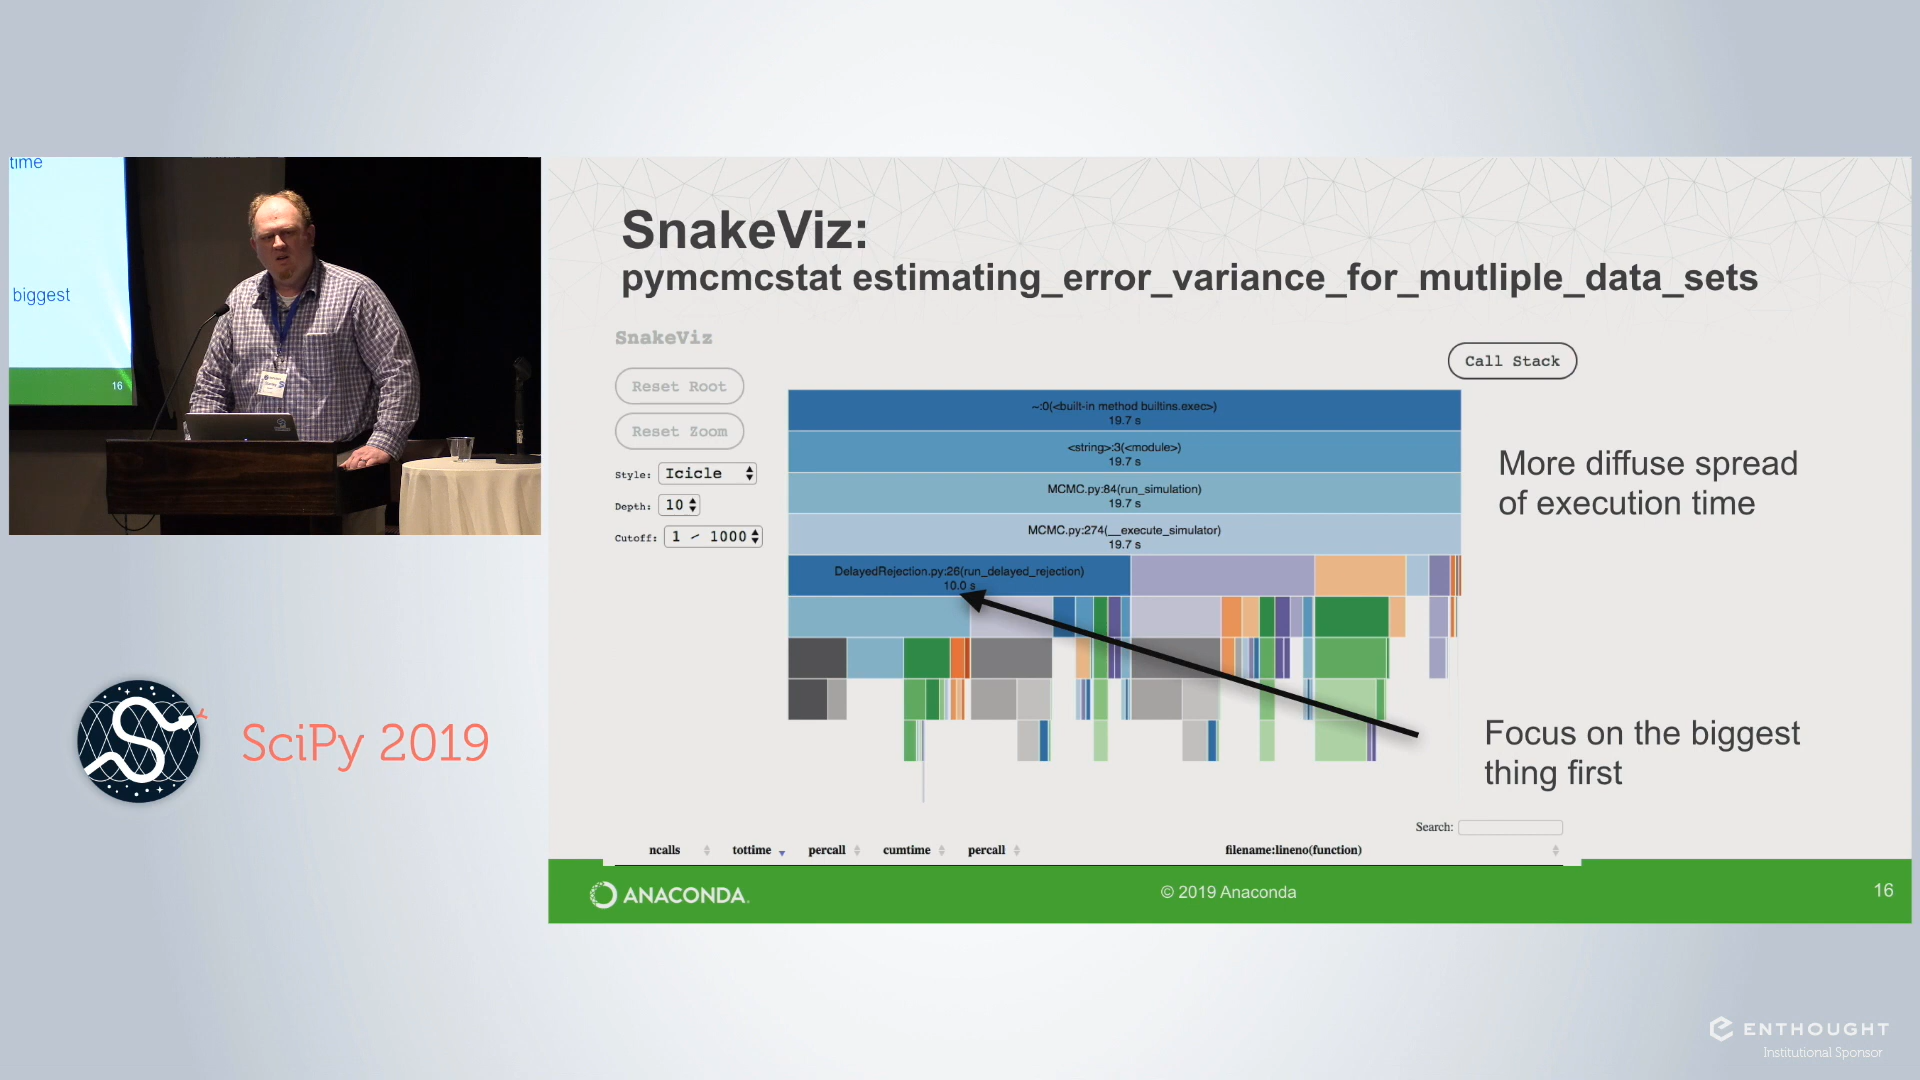 time
biggest
16
SnakeViz:
pymcmcstat estimating_error_variance_for_mutliple_data_sets
SnakeViz
Reset Root
Reset Zoom
Style: Icicle
Depth: 10
Cutoff: 1 / 1000
Call Stack
~:0(<built-in method builtins.exec>)
19.7 s
<string>:3(<module>)
19.7 s
MCMC.py:84(run_simulation)
19.7 s
MCMC.py:274(__execute_simulator)
19.7 s
DelayedRejection.py:26(run_delayed_rejection)
10.0 s
More diffuse spread
of execution time
Focus on the biggest
thing first
Search:
ncalls tottime percall cumtime percall filename:lineno(function)
ANACONDA.
© 2019 Anaconda
16
SciPy 2019
ENTHOUGHT
Institutional Sponsor